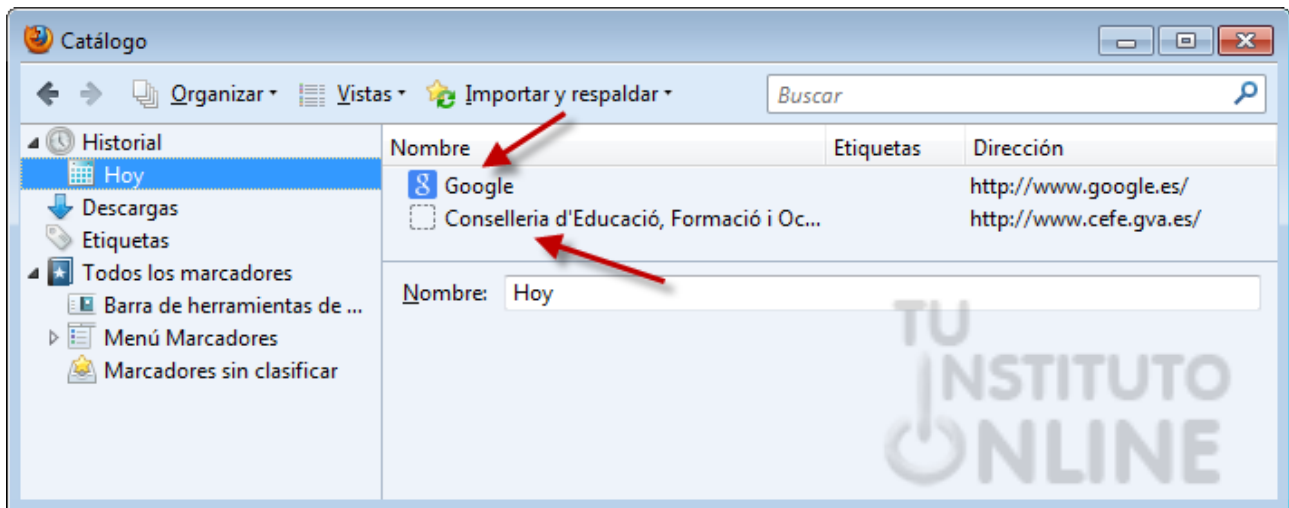 Catálogo
Organizar Vistas Importar y respaldar Buscar
Historial
Hoy
Descargas
Etiquetas
Todos los marcadores
Barra de herramientas de ...
Menú Marcadores
Marcadores sin clasificar
Nombre Etiquetas Dirección
Google http://www.google.es/
Conselleria d'Educació, Formació i Oc... http://www.cefe.gva.es/
Nombre: Hoy
TU
INSTITUTO
ONLINE